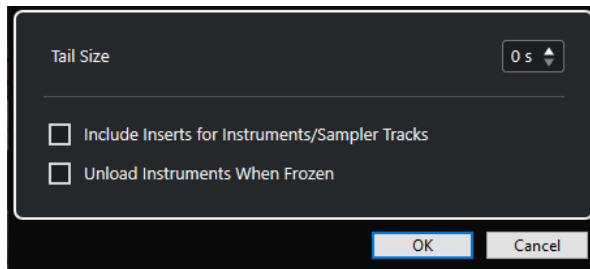 Tail Size
0 s
Include Inserts for Instruments/Sampler Tracks
Unload Instruments When Frozen
OK
Cancel